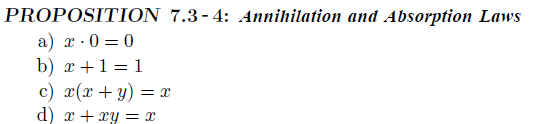 PROPOSITION 7.3-4: Annihilation and Absorption Laws
a) x · 0 = 0
b) x + 1 = 1
c) x(x + y) = x
d) x + xy = x